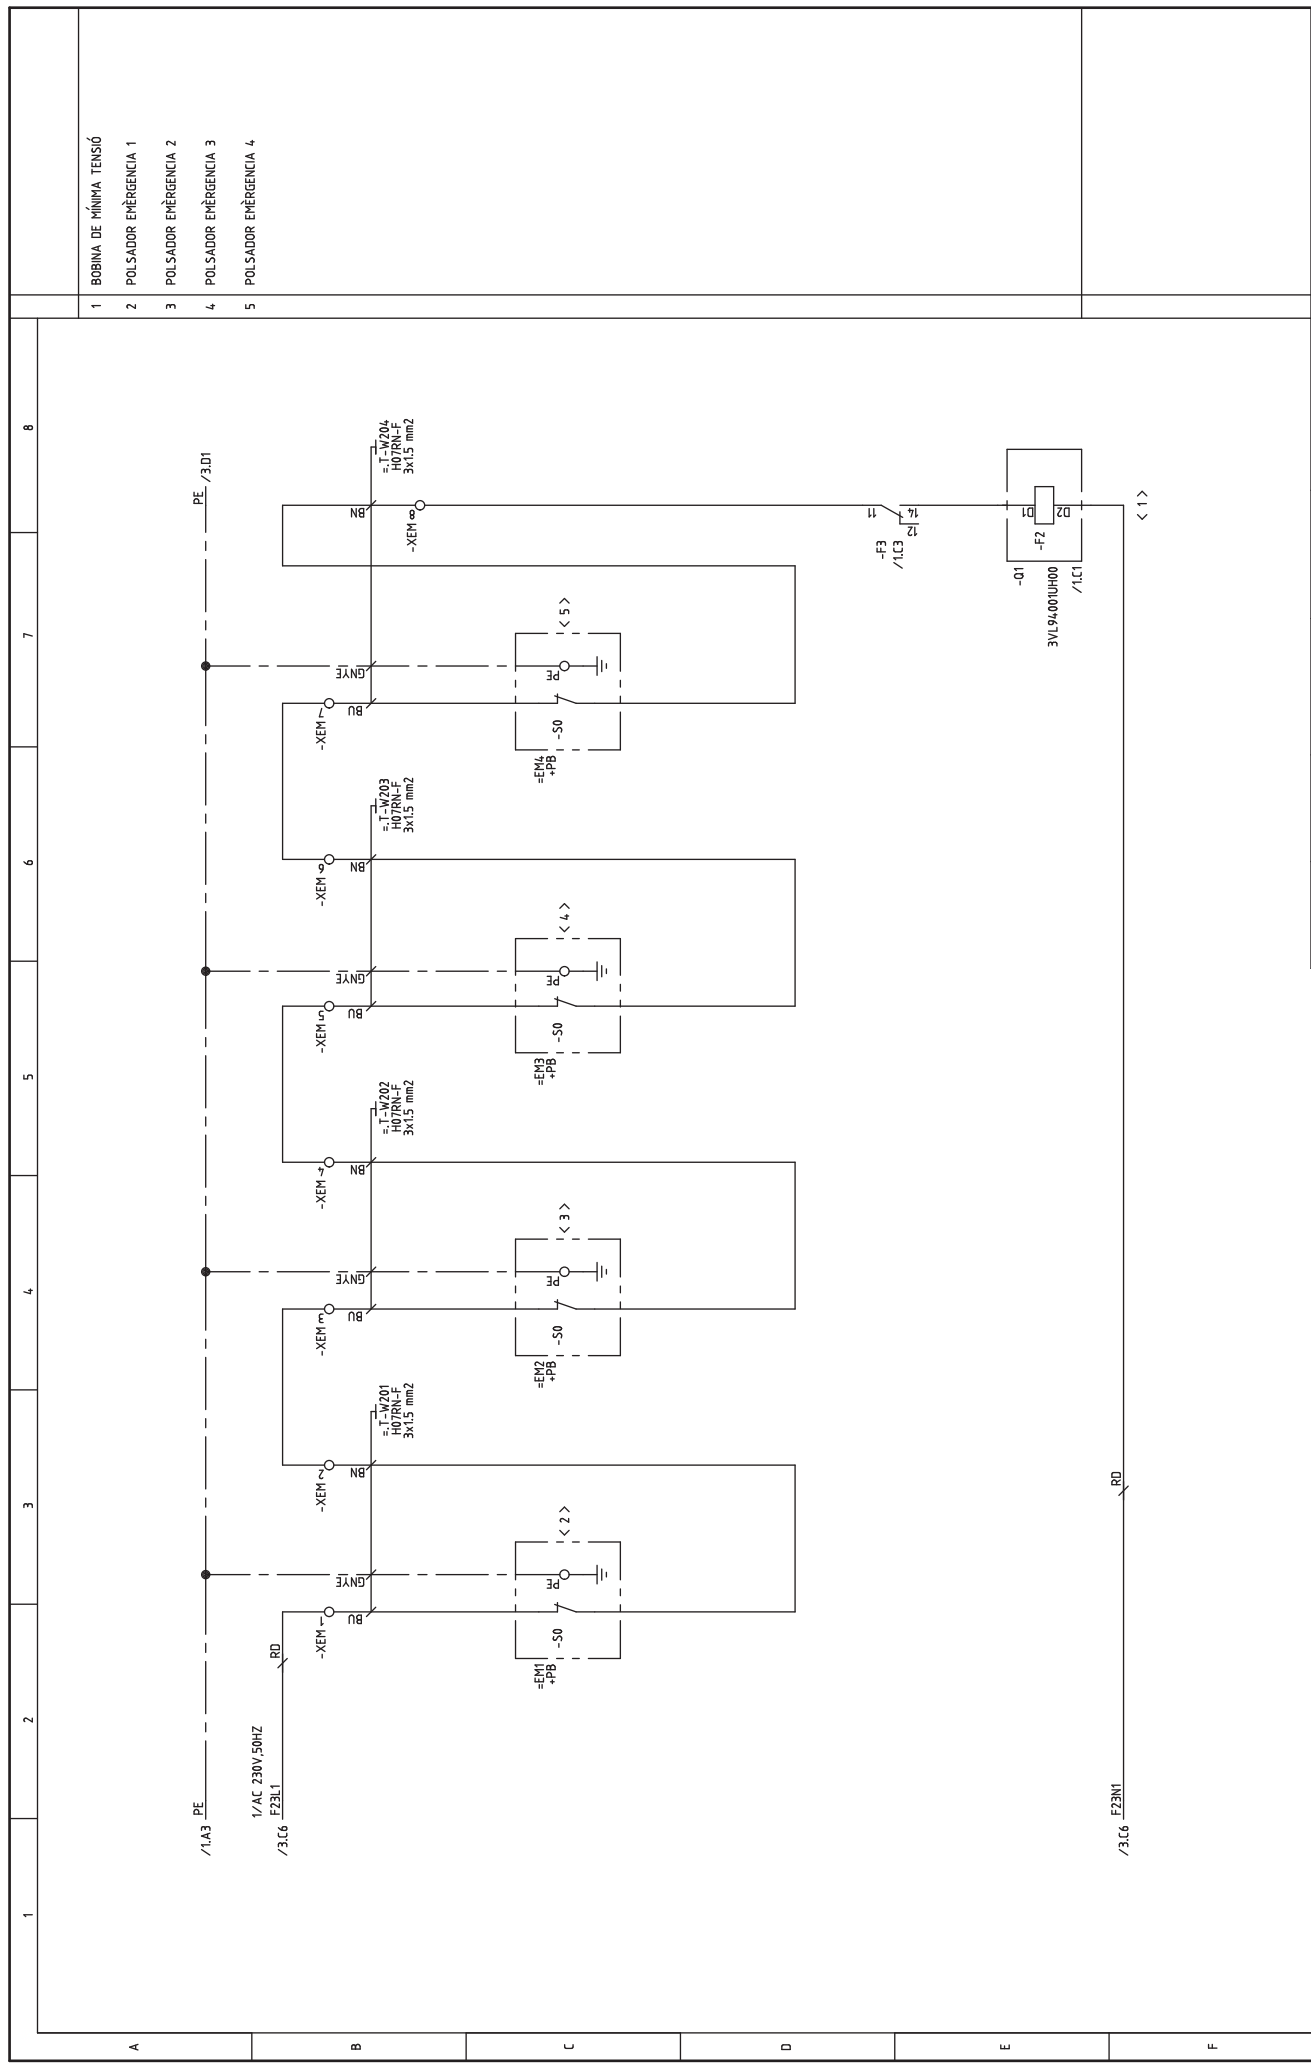 1 BOBINA DE MÍNIMA TENSIÓ
2 POLSADOR EMÈRGENCIA 1
3 POLSADOR EMÈRGENCIA 2
4 POLSADOR EMÈRGENCIA 3
5 POLSADOR EMÈRGENCIA 4
1
2
3
4
5
6
7
8
A
B
C
D
E
F
/1.A3
PE
PE
/3.D1
1/AC 230V,50HZ
F23L1
/3.C6
RD
-XEM 1
BU
GNYE
-XEM 2
BN
=.T-W201
H07RN-F
3x1.5 mm2
-XEM 3
BU
GNYE
-XEM 4
BN
=.T-W202
H07RN-F
3x1.5 mm2
-XEM 5
BU
GNYE
-XEM 6
BN
=.T-W203
H07RN-F
3x1.5 mm2
-XEM 7
BU
GNYE
BN
-XEM 8
=.T-W204
H07RN-F
3x1.5 mm2
=EM1
+PB
-S0
PE
< 2 >
=EM2
+PB
-S0
PE
< 3 >
=EM3
+PB
-S0
PE
< 4 >
=EM4
+PB
-S0
PE
< 5 >
-F3
/1.C3
11
12
14
-Q1
3VL94001UH00
/1.C1
-F2
D1
D2
< 1 >
F23N1
/3.C6
RD